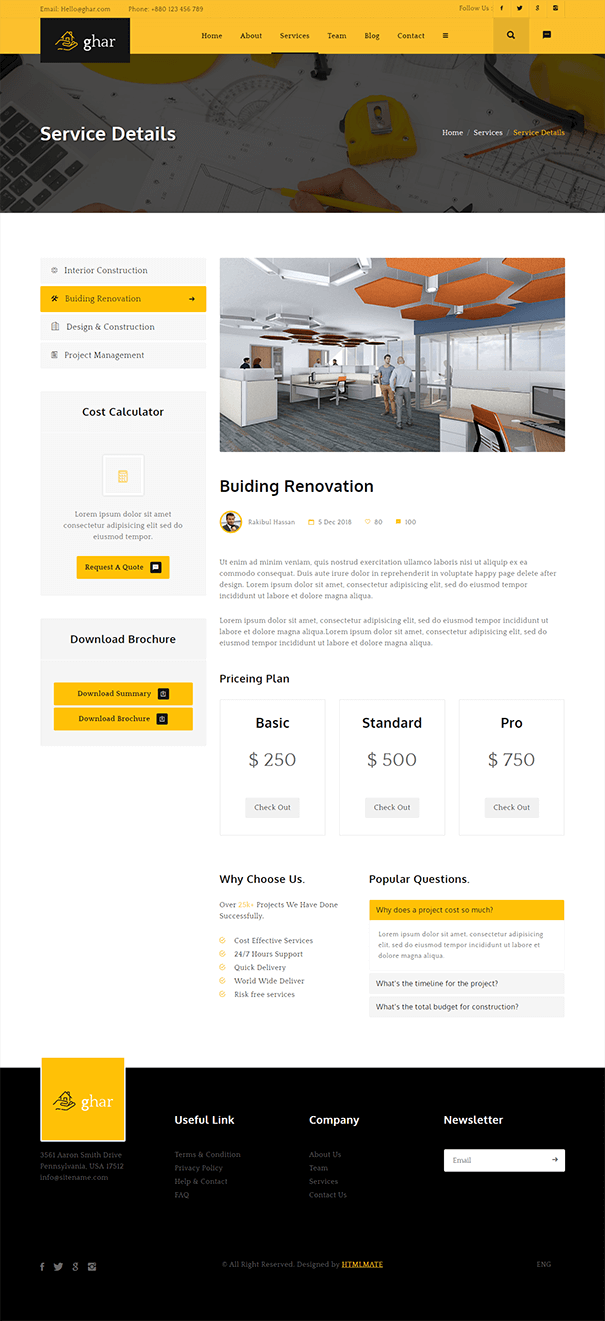 Email: Hello@ghar.com Phone: +880 123 456 789 Follow Us :
ghar
Home About Services Team Blog Contact
Service Details
Home / Services / Service Details
Interior Construction
Buiding Renovation
Design & Construction
Project Management
Cost Calculator
Lorem ipsum dolor sit amet
consectetur adipisicing elit sed do
eiusmod tempor.
Request A Quote
Download Brochure
Download Summary
Download Brochure
Buiding Renovation
Rakibul Hassan 5 Dec 2018 80 100
Ut enim ad minim veniam, quis nostrud exercitation ullamco laboris nisi ut aliquip ex ea
commodo consequat. Duis aute irure dolor in reprehenderit in voluptate happy page delete after
design. Lorem ipsum dolor sit amet, consectetur adipisicing elit, sed do eiusmod tempor
incididunt ut labore et dolore magna aliqua.
Lorem ipsum dolor sit amet, consectetur adipisicing elit, sed do eiusmod tempor incididunt ut
labore et dolore magna aliqua.Lorem ipsum dolor sit amet, consectetur adipisicing elit, sed do
eiusmod tempor incididunt ut labore et dolore magna aliqua.
Priceing Plan
Basic
$ 250
Check Out
Standard
$ 500
Check Out
Pro
$ 750
Check Out
Why Choose Us.
Over 25k+ Projects We Have Done
Successfully.
Cost Effective Services
24/7 Hours Support
Quick Delivery
World Wide Deliver
Risk free services
Popular Questions.
Why does a project cost so much?
Lorem ipsum dolor sit amet, consectetur adipisicing
elit, sed do eiusmod tempor incididunt ut labore et
dolore magna aliqua.
What's the timeline for the project?
What's the total budget for construction?
ghar
3561 Aaron Smith Drive
Pennsylvania, USA 17512
info@sitename.com
Useful Link
Terms & Condition
Privacy Policy
Help & Contact
FAQ
Company
About Us
Team
Services
Contact Us
Newsletter
Email
© All Right Reserved. Designed by HTMLMATE
ENG